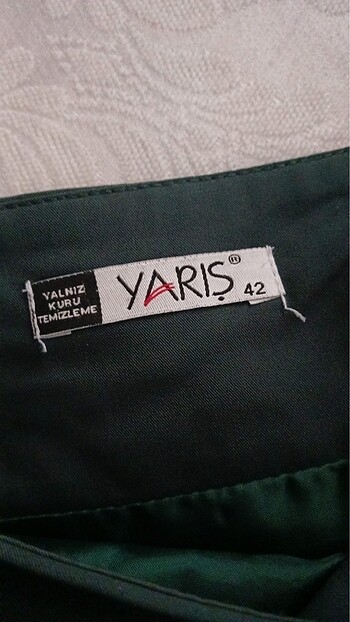 YALNIZ
KURU
TEMİZLEME
YARIŞ®
42